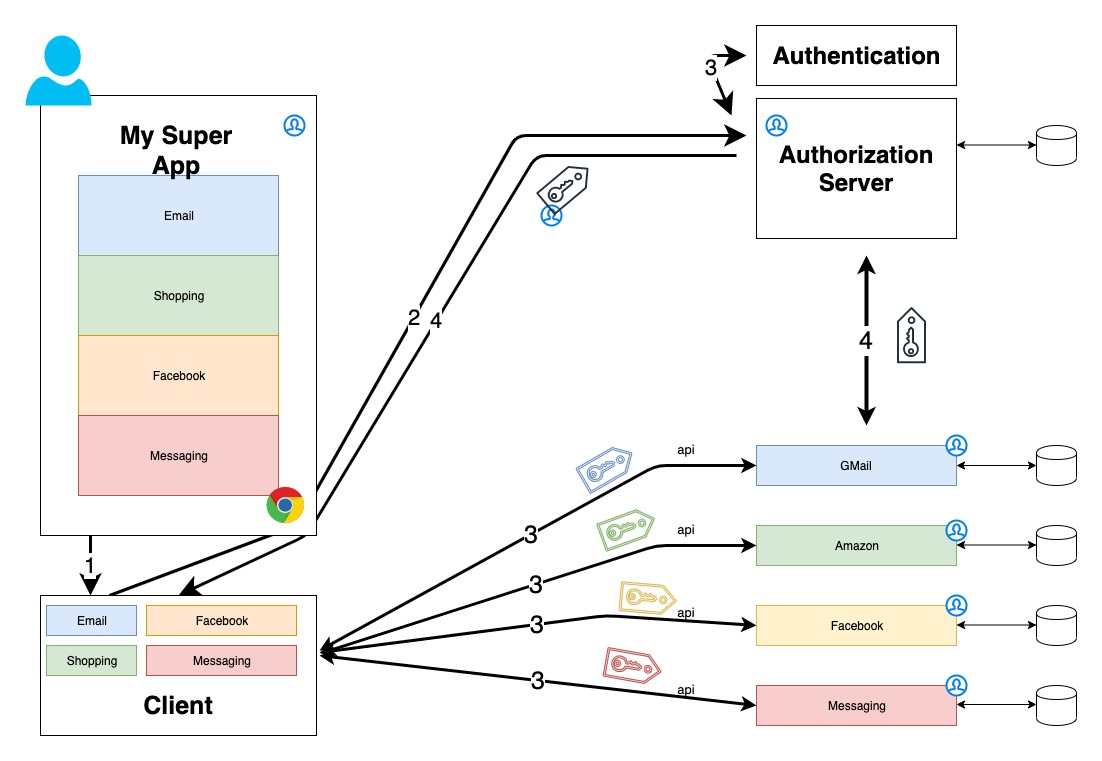 Authentication
3
My Super
App
Authorization
Server
Email
Shopping
2
4
4
Facebook
Messaging
api
GMail
3
api
Amazon
1
3
api
Email
Facebook
3
Facebook
Shopping
Messaging
3
api
Messaging
Client